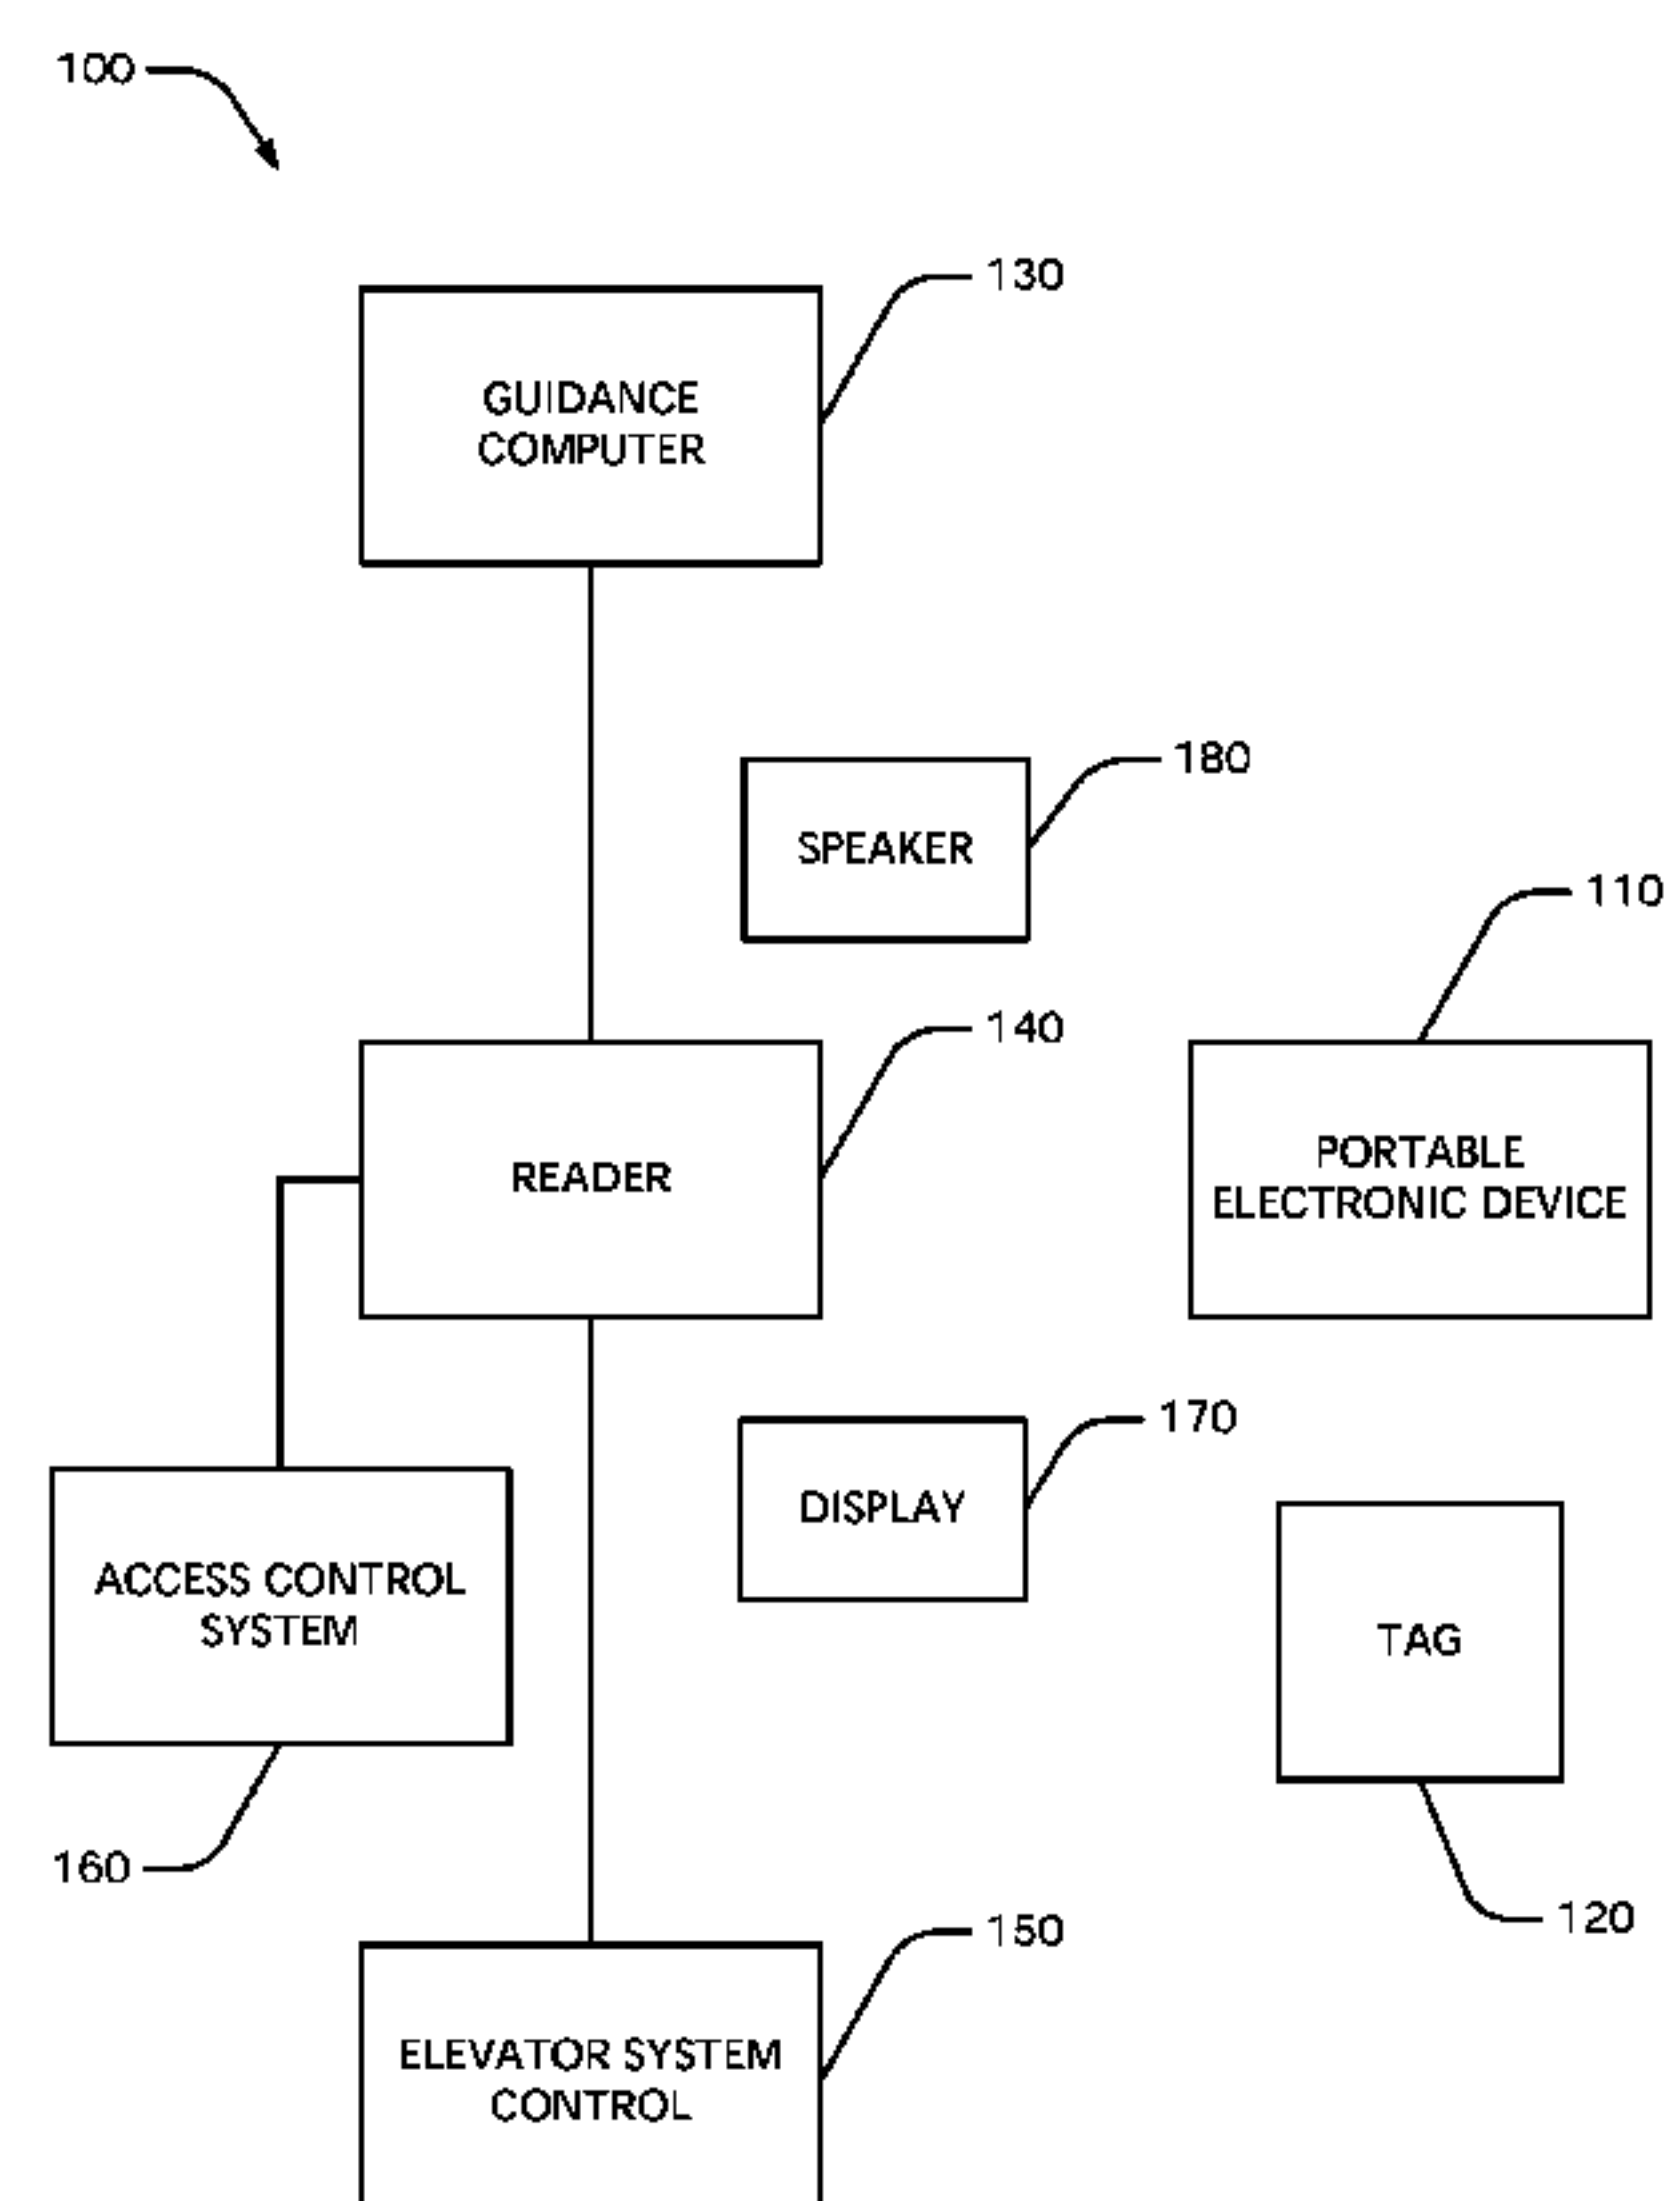 100
130
GUIDANCE
COMPUTER
180
SPEAKER
110
140
PORTABLE
ELECTRONIC DEVICE
READER
170
DISPLAY
ACCESS CONTROL
SYSTEM
TAG
160
120
150
ELEVATOR SYSTEM
CONTROL